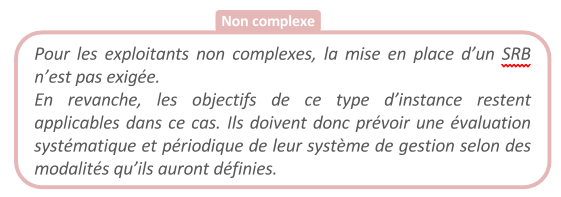 Non complexe
Pour les exploitants non complexes, la mise en place d’un SRB
n’est pas exigée.
En revanche, les objectifs de ce type d’instance restent
applicables dans ce cas. Ils doivent donc prévoir une évaluation
systématique et périodique de leur système de gestion selon des
modalités qu’ils auront définies.